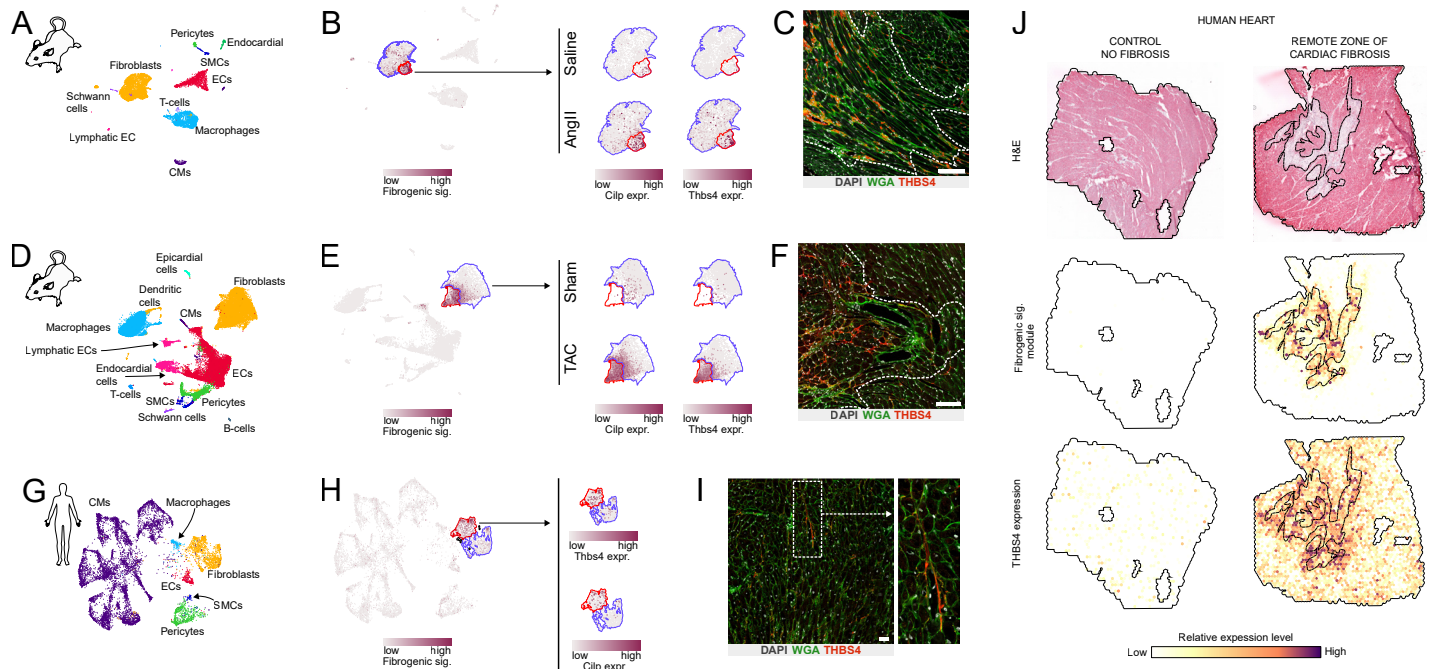 A
Pericytes
Endocardial
SMCs
Fibroblasts
ECs
Schwann
cells
T-cells
Lymphatic EC
Macrophages
CMs
B
Saline
AngII
low high
Fibrogenic sig.
low high
Cilp expr.
low high
Thbs4 expr.
C
DAPI WGA THBS4
D
Epicardial
cells
Dendritic
cells
Fibroblasts
CMs
Macrophages
Lymphatic ECs
Endocardial
cells
ECs
T-cells
SMCs
Pericytes
Schwann cells
B-cells
E
Sham
TAC
low high
Fibrogenic sig.
low high
Cilp expr.
low high
Thbs4 expr.
F
DAPI WGA THBS4
G
CMs
Macrophages
Fibroblasts
ECs
SMCs
Pericytes
H
low high
Fibrogenic sig.
low high
Thbs4 expr.
low high
Cilp expr
I
DAPI WGA THBS4
J
HUMAN HEART
CONTROL
NO FIBROSIS
REMOTE ZONE OF
CARDIAC FIBROSIS
H&E
Fibrogenic sig.
module
THBS4 expression
Relative expession level
Low High